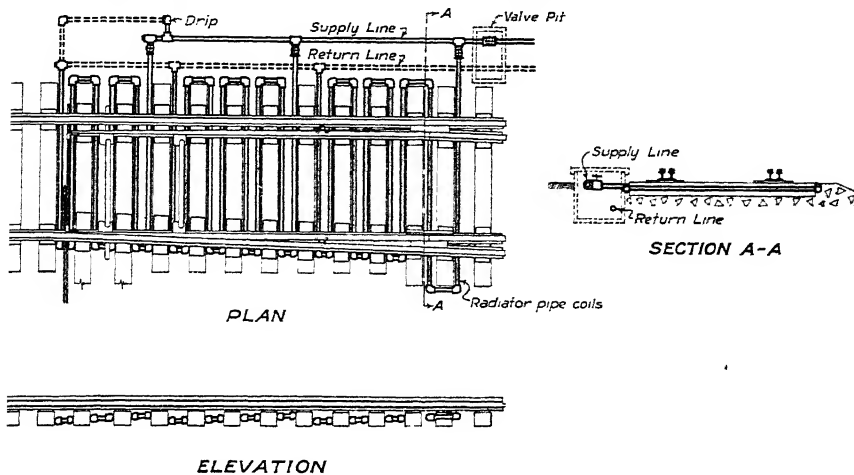 Drip
Supply Line
Return Line
A
Valve Pit
A
Radiator pipe coils
PLAN
Supply Line
Return Line
SECTION A-A
ELEVATION